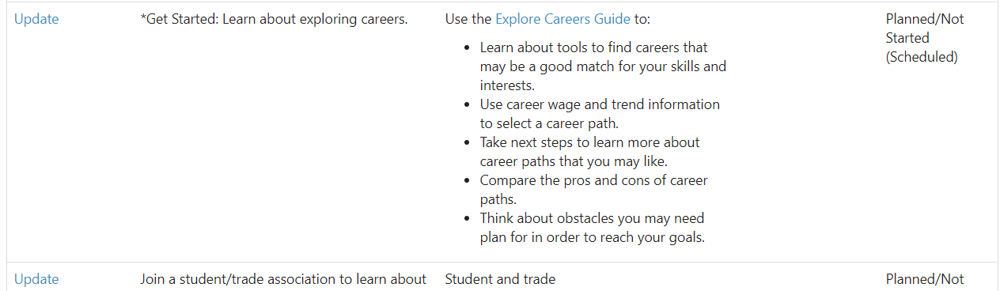 Update
*Get Started: Learn about exploring careers.
Use the Explore Careers Guide to:
• Learn about tools to find careers that
may be a good match for your skills and
interests.
• Use career wage and trend information
to select a career path.
• Take next steps to learn more about
career paths that you may like.
• Compare the pros and cons of career
paths.
• Think about obstacles you may need
plan for in order to reach your goals.
Planned/Not
Started
(Scheduled)
Update
Join a student/trade association to learn about
Student and trade
Planned/Not